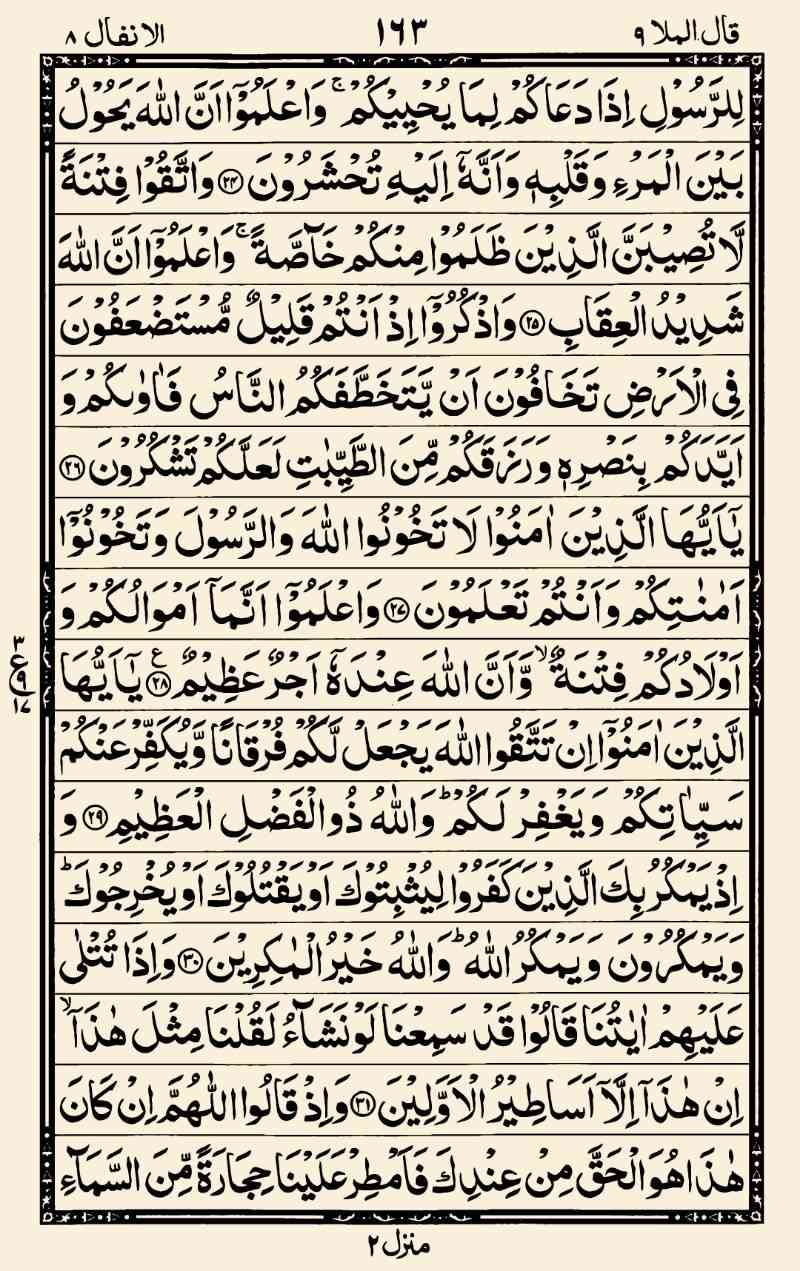 قال الملا ٩
١٦٣
الانفال ٨
لِلرَّسُوْلِ اِذَا دَعَاكُمْ لِمَا يُحْيِيْكُمْ ۚ وَاعْلَمُوْۤا اَنَّ اللّٰهَ يَحُوْلُ
بَيْنَ الْمَرْءِ وَقَلْبِهٖ وَاَنَّهٗۤ اِلَيْهِ تُحْشَرُوْنَ ۝٢٤ وَاتَّقُوْا فِتْنَةً
لَّا تُصِيْبَنَّ الَّذِيْنَ ظَلَمُوْا مِنْكُمْ خَآصَّةً ۚ وَاعْلَمُوْۤا اَنَّ اللّٰهَ
شَدِيْدُ الْعِقَابِ ۝٢٥ وَاذْكُرُوْۤا اِذْ اَنْتُمْ قَلِيْلٌ مُّسْتَضْعَفُوْنَ
فِى الْاَرْضِ تَخَافُوْنَ اَنْ يَّتَخَطَّفَكُمُ النَّاسُ فَاٰوٰىكُمْ وَ
اَيَّدَكُمْ بِنَصْرِهٖ وَرَزَقَكُمْ مِّنَ الطَّيِّبٰتِ لَعَلَّكُمْ تَشْكُرُوْنَ ۝٢٦
يٰۤاَيُّهَا الَّذِيْنَ اٰمَنُوْا لَا تَخُوْنُوا اللّٰهَ وَالرَّسُوْلَ وَتَخُوْنُوْۤا
اَمٰنٰتِكُمْ وَاَنْتُمْ تَعْلَمُوْنَ ۝٢٧ وَاعْلَمُوْۤا اَنَّمَاۤ اَمْوَالُكُمْ وَ
اَوْلَادُكُمْ فِتْنَةٌ ۙ وَّاَنَّ اللّٰهَ عِنْدَهٗۤ اَجْرٌ عَظِيْمٌ ۝٢٨ ع يٰۤاَيُّهَا
٣
ع
٩
١٧
الَّذِيْنَ اٰمَنُوْۤا اِنْ تَتَّقُوا اللّٰهَ يَجْعَلْ لَّكُمْ فُرْقَانًا وَّيُكَفِّرْ عَنْكُمْ
سَيِّاٰتِكُمْ وَيَغْفِرْ لَكُمْ ؕ وَاللّٰهُ ذُو الْفَضْلِ الْعَظِيْمِ ۝٢٩ وَ
اِذْ يَمْكُرُ بِكَ الَّذِيْنَ كَفَرُوْا لِيُثْبِتُوْكَ اَوْ يَقْتُلُوْكَ اَوْ يُخْرِجُوْكَ ؕ
وَيَمْكُرُوْنَ وَيَمْكُرُ اللّٰهُ ؕ وَاللّٰهُ خَيْرُ الْمٰكِرِيْنَ ۝٣٠ وَاِذَا تُتْلٰى
عَلَيْهِمْ اٰيٰتُنَا قَالُوْا قَدْ سَمِعْنَا لَوْ نَشَآءُ لَقُلْنَا مِثْلَ هٰذَاۤ ۙ
اِنْ هٰذَاۤ اِلَّاۤ اَسَاطِيْرُ الْاَوَّلِيْنَ ۝٣١ وَاِذْ قَالُوا اللّٰهُمَّ اِنْ كَانَ
هٰذَا هُوَ الْحَقَّ مِنْ عِنْدِكَ فَاَمْطِرْ عَلَيْنَا حِجَارَةً مِّنَ السَّمَآءِ
منزل ٢